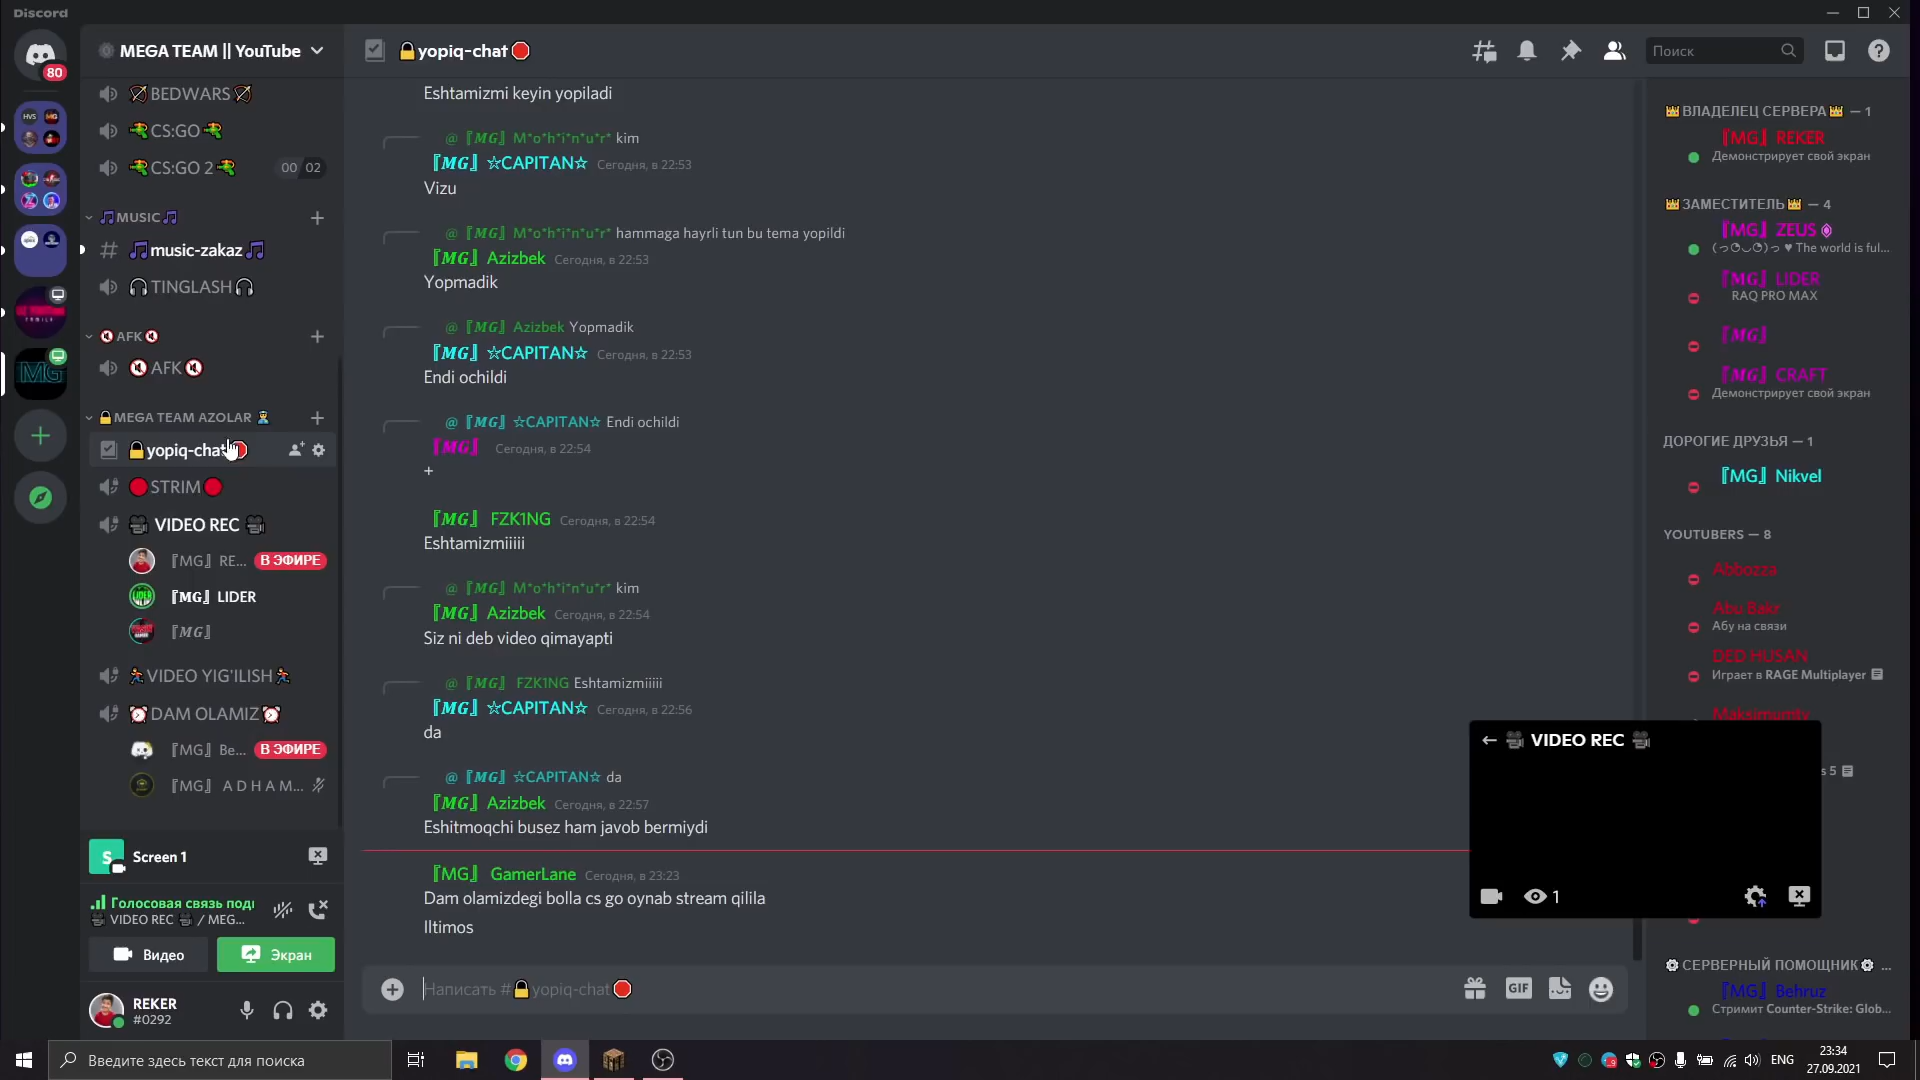 Discord
80
MEGA TEAM || YouTube
BEDWARS
CS:GO
CS:GO 2
00 02
MUSIC
music-zakaz
TINGLASH
AFK
AFK
MEGA TEAM AZOLAR
yopiq-chat
STRIM
VIDEO REC
『MG』 RE...
В ЭФИРЕ
『MG』 LIDER
『MG』
VIDEO YIG'ILISH
DAM OLAMIZ
『MG』 Be...
В ЭФИРЕ
『MG』 A D H A M...
S
Screen 1
VIDEO REC / MEG...
Видео
Экран
REKER
#0292
yopiq-chat
Поиск
Eshtamizmi keyin yopiladi
@『MG』 M*o*h*i*n*u*r* kim
『MG』 ☆CAPITAN☆ Сегодня, в 22:53
Vizu
@『MG』 M*o*h*i*n*u*r* hammaga hayrli tun bu tema yopildi
『MG』 Azizbek Сегодня, в 22:53
Yopmadik
@『MG』 Azizbek Yopmadik
『MG』 ☆CAPITAN☆ Сегодня, в 22:53
Endi ochildi
@『MG』 ☆CAPITAN☆ Endi ochildi
『MG』 Сегодня, в 22:54
+
『MG』 FZK1NG Сегодня, в 22:54
Eshtamizmiiiii
@『MG』 M*o*h*i*n*u*r* kim
『MG』 Azizbek Сегодня, в 22:54
Siz ni deb video qimayapti
@『MG』 FZK1NG Eshtamizmiiiii
『MG』 ☆CAPITAN☆ Сегодня, в 22:56
da
@『MG』 ☆CAPITAN☆ da
『MG』 Azizbek Сегодня, в 22:57
Eshitmoqchi busez ham javob bermiydi
『MG』 GamerLane Сегодня, в 23:23
Dam olamizdegi bolla cs go oynab stream qilila
Iltimos
Написать #yopiq-chat
GIF
ВЛАДЕЛЕЦ СЕРВЕРА — 1
『MG』 REKER
Демонстрирует свой экран
ЗАМЕСТИТЕЛЬ — 4
『MG』 ZEUS
(っ◔◡◔)っ ♥ The world is ful...
『MG』 LIDER
RAQ PRO MAX
『MG』
『MG』 CRAFT
Демонстрирует свой экран
ДОРОГИЕ ДРУЗЬЯ — 1
『MG』 Nikvel
YOUTUBERS — 8
Abbozza
Abu Bakr
Абу на связи
DED HUSAN
Играет в RAGE Multiplayer
Maksimumtv
VIDEO REC
1
s 5
СЕРВЕРНЫЙ ПОМОЩНИК ...
『MG』 Behruz
Стримит Counter-Strike: Glob...
Введите здесь текст для поиска
ENG
23:34
27.09.2021